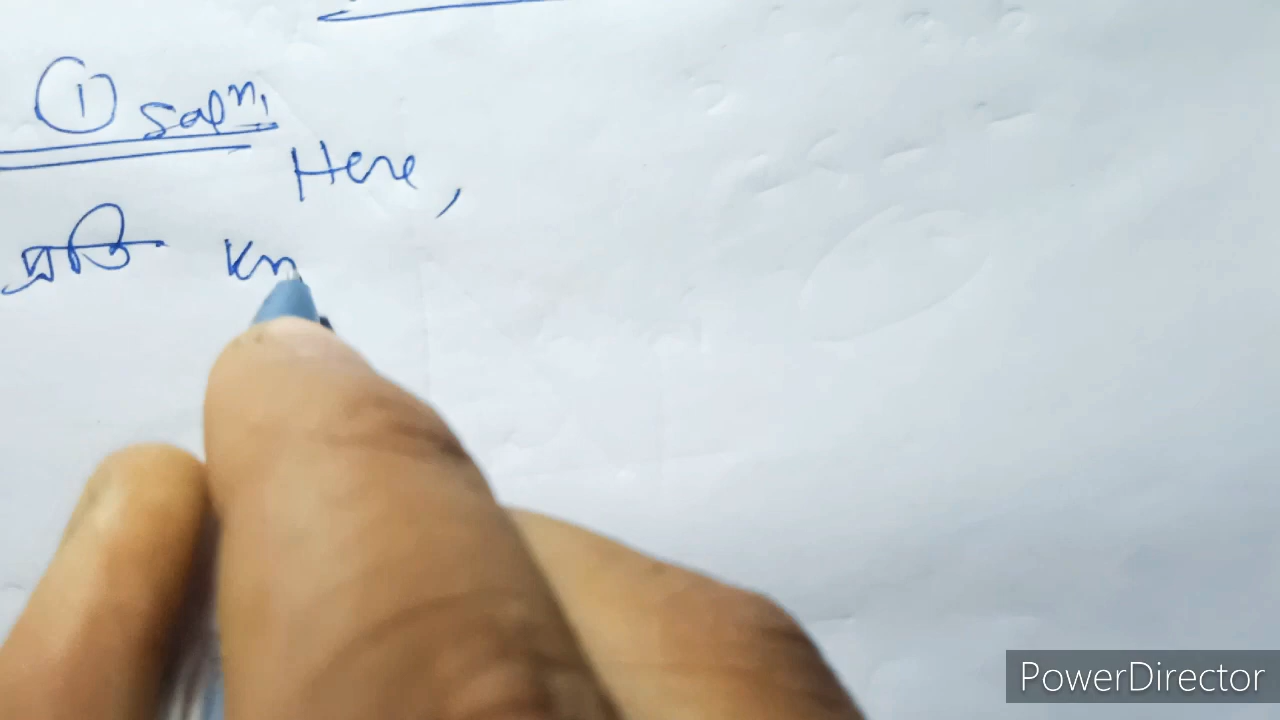 ① Solⁿ,
Here,
প্রতি Km
PowerDirector